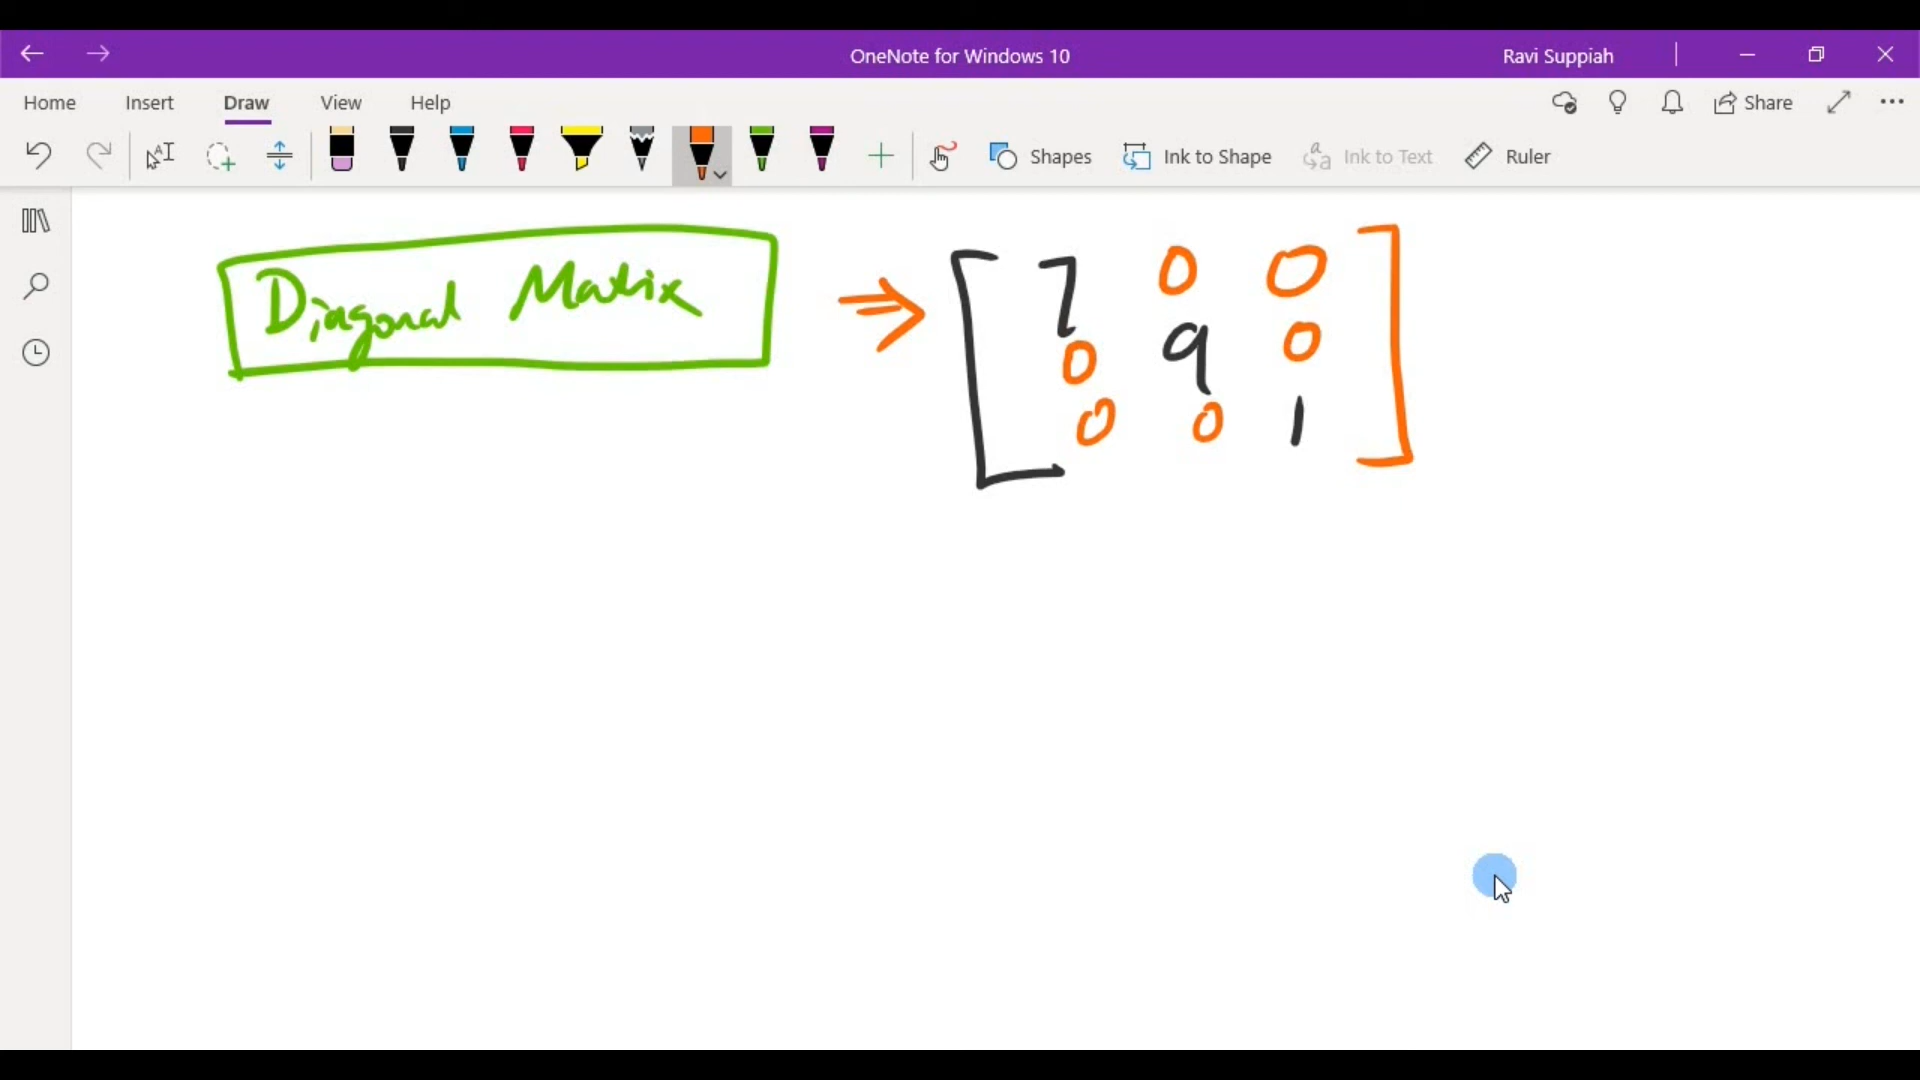 OneNote for Windows 10 Ravi Suppiah
Home Insert Draw View Help Share
Shapes Ink to Shape Ink to Text Ruler
Diagonal Matrix ⇒ [ 7 0 0 ]
0 9 0
0 0 1